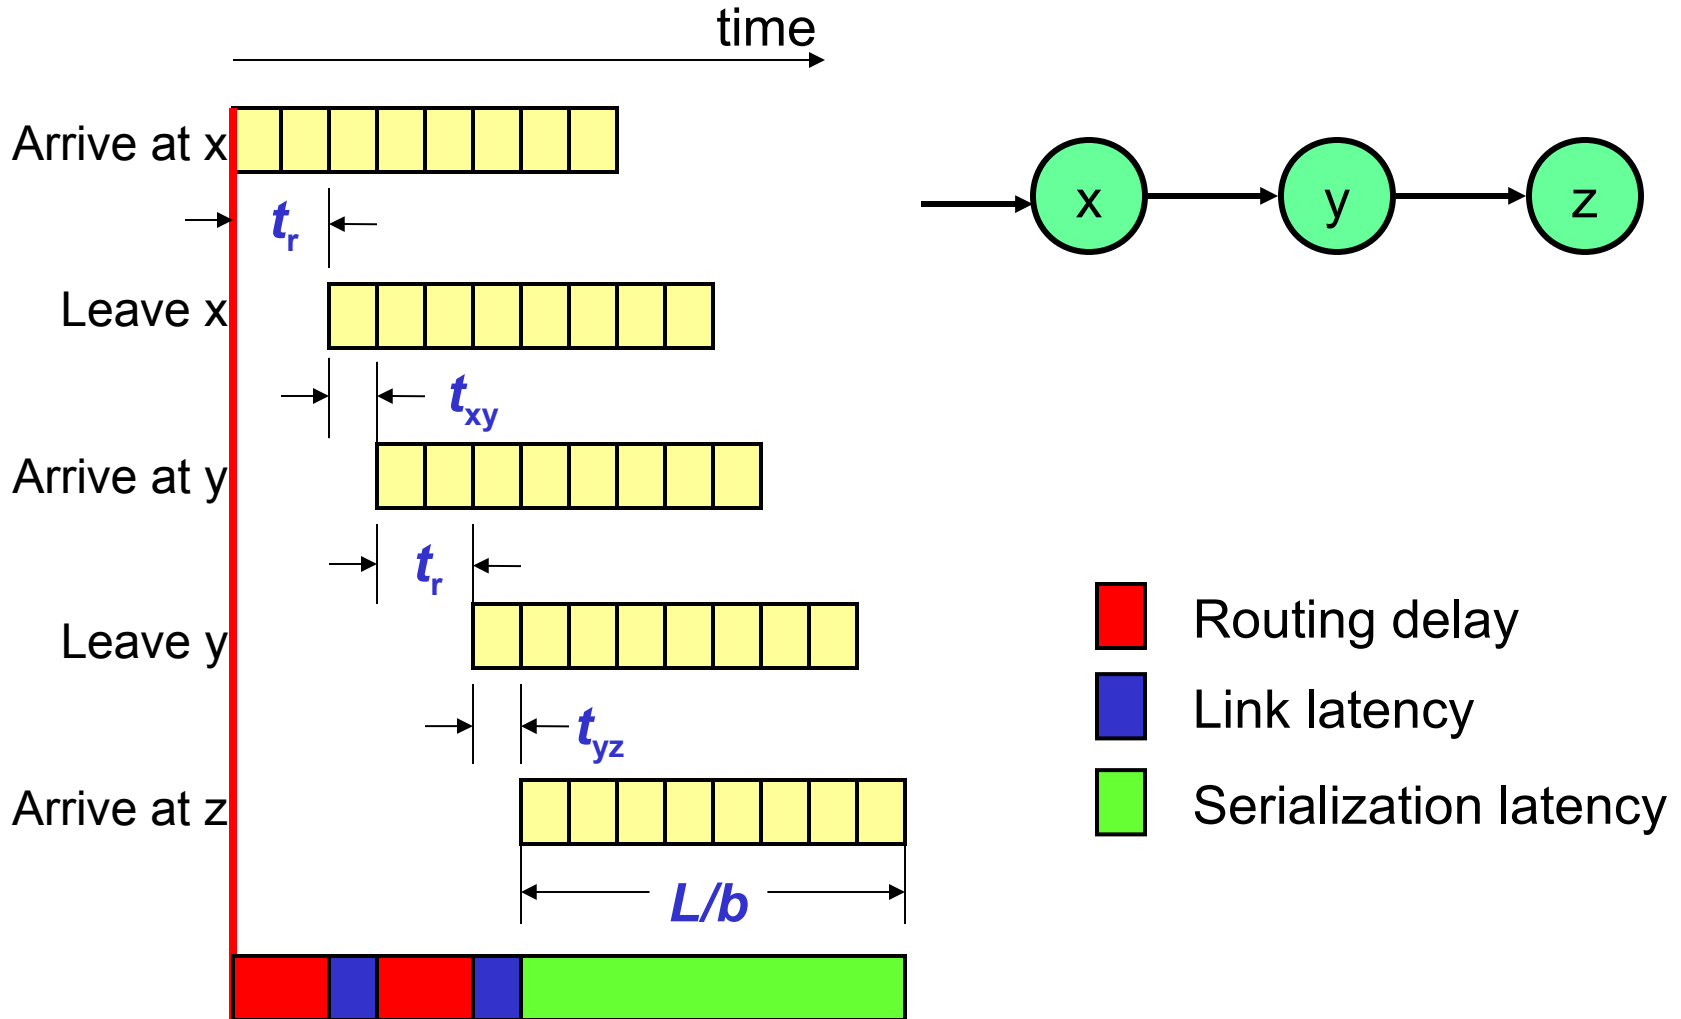 time
Arrive at x
x
y
z
tr
Leave x
txy
Arrive at y
tr
Routing delay
Leave y
Link latency
tyz
Arrive at z
Serialization latency
L/b